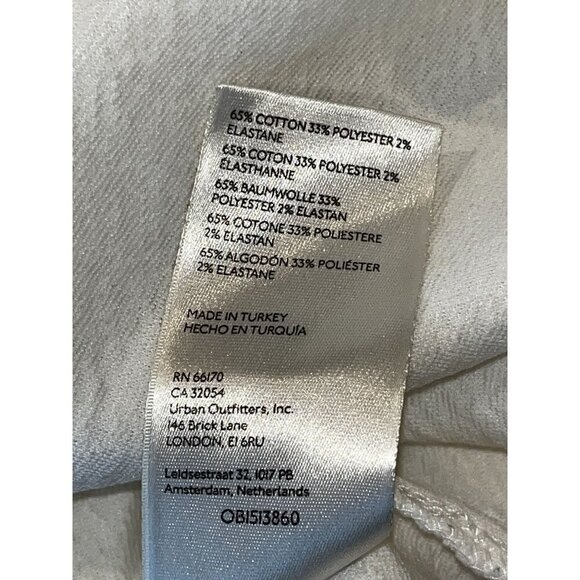 65% COTTON 33% POLYESTER 2%
ELASTANE
65% COTON 33% POLYESTER 2%
ÉLASTHANNE
65% BAUMWOLLE 33%
POLYESTER 2% ELASTAN
65% COTONE 33% POLIESTERE
2% ELASTAN
65% ALGODÓN 33% POLIÉSTER
2% ELASTANE
MADE IN TURKEY
HECHO EN TURQUÍA
RN 66170
CA 32054
Urban Outfitters, Inc.
146 Brick Lane
LONDON, E1 6RU
Leidsestraat 32, 1017 PB
Amsterdam, Netherlands
OB1513860